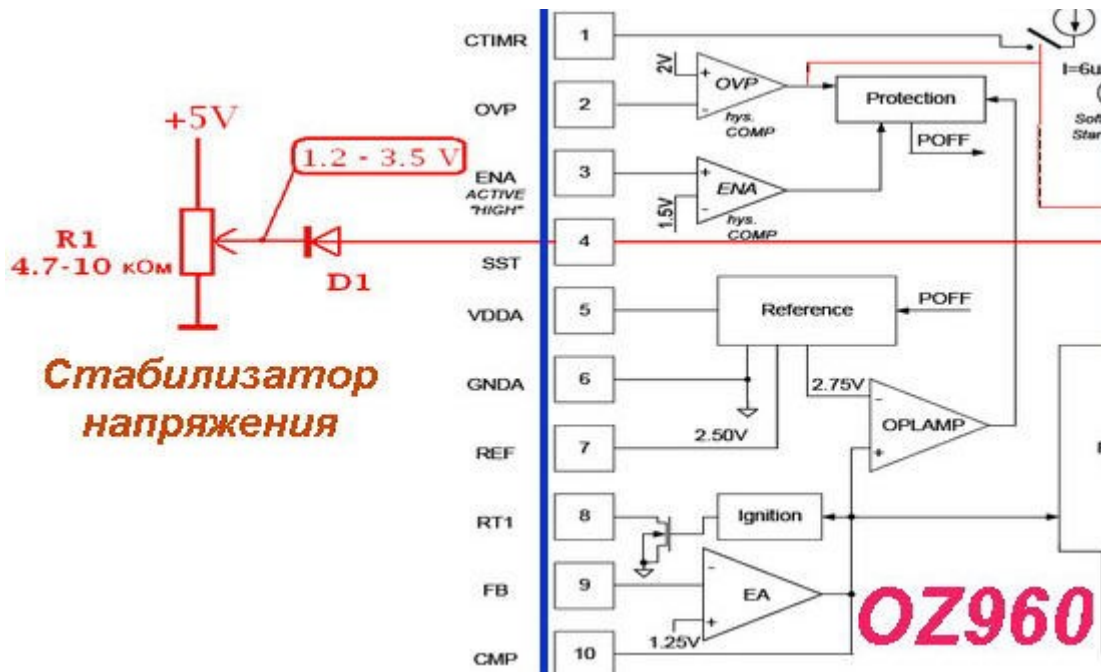 CTIMR
1
I=6u
2V
+
OVP
-
hys.
COMP
Protection
POFF
Soft
Star
OVP
2
+5V
1.2 - 3.5 V
ENA
ACTIVE
"HIGH"
3
+
ENA
-
1.5V
hys.
COMP
R1
4.7-10 кОм
D1
4
SST
VDDA
5
Reference
POFF
Стабилизатор
напряжения
GNDA
6
2.75V
-
OPLAMP
+
REF
7
2.50V
RT1
8
Ignition
FB
9
-
EA
+
1.25V
OZ960
CMP
10